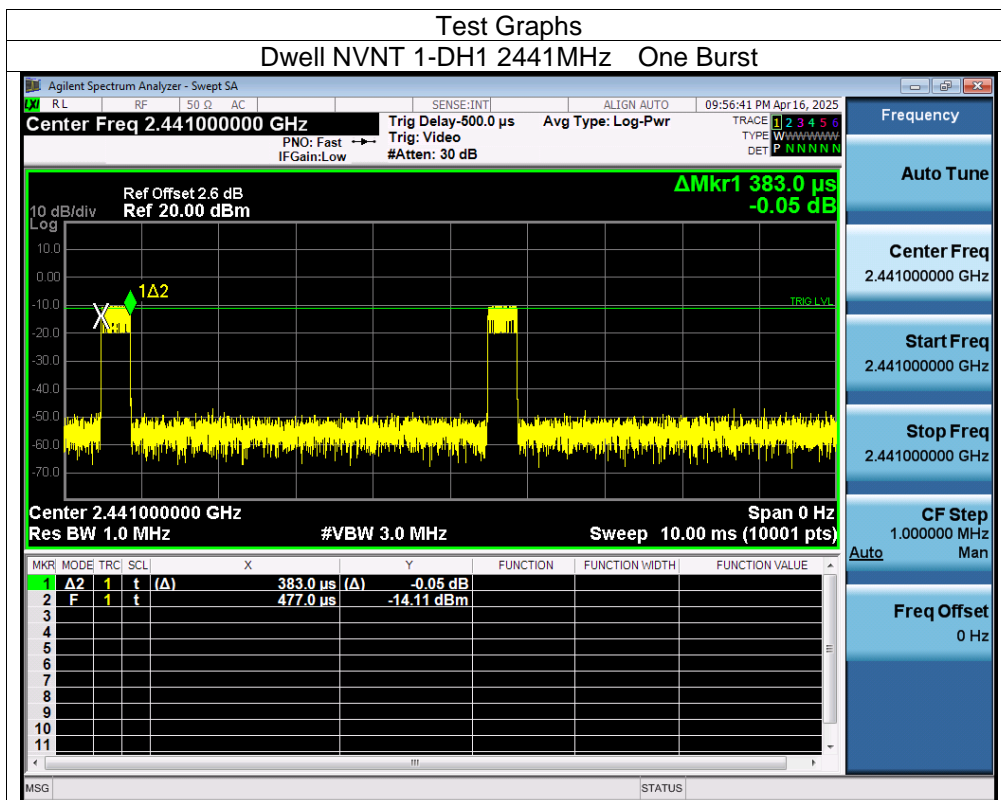 Test Graphs
Dwell NVNT 1-DH1 2441MHz One Burst
Agilent Spectrum Analyzer - Swept SA
LXI RL RF 50 Ω AC SENSE:INT ALIGN AUTO 09:56:41 PM Apr 16, 2025
Center Freq 2.441000000 GHz Trig Delay-500.0 µs Avg Type: Log-Pwr TRACE 1 2 3 4 5 6
PNO: Fast Trig: Video TYPE WWWWWWW
IFGain:Low #Atten: 30 dB DET P N N N N N
ΔMkr1 383.0 µs
-0.05 dB
Ref Offset 2.6 dB
10 dB/div Ref 20.00 dBm
Log
10.0
0.00
1Δ2
-10.0
TRIG LVL
-20.0
-30.0
-40.0
-50.0
-60.0
-70.0
Center 2.441000000 GHz Span 0 Hz
Res BW 1.0 MHz #VBW 3.0 MHz Sweep 10.00 ms (10001 pts)
MKR MODE TRC SCL X Y FUNCTION FUNCTION WIDTH FUNCTION VALUE
1 Δ2 1 t (Δ) 383.0 µs (Δ) -0.05 dB
2 F 1 t 477.0 µs -14.11 dBm
3
4
5
6
7
8
9
10
11
MSG STATUS
Frequency
Auto Tune
Center Freq
2.441000000 GHz
Start Freq
2.441000000 GHz
Stop Freq
2.441000000 GHz
CF Step
1.000000 MHz
Auto Man
Freq Offset
0 Hz